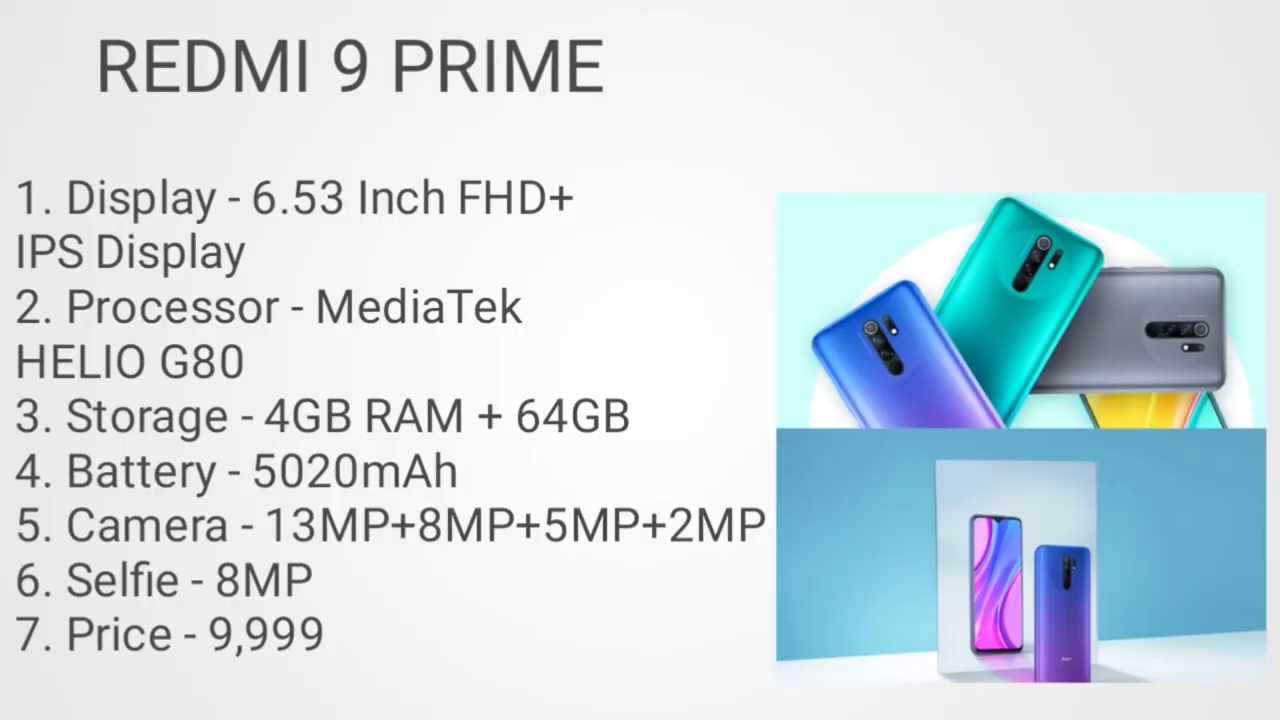 REDMI 9 PRIME
1. Display - 6.53 Inch FHD+
IPS Display
2. Processor - MediaTek
HELIO G80
3. Storage - 4GB RAM + 64GB
4. Battery - 5020mAh
5. Camera - 13MP+8MP+5MP+2MP
6. Selfie - 8MP
7. Price - 9,999